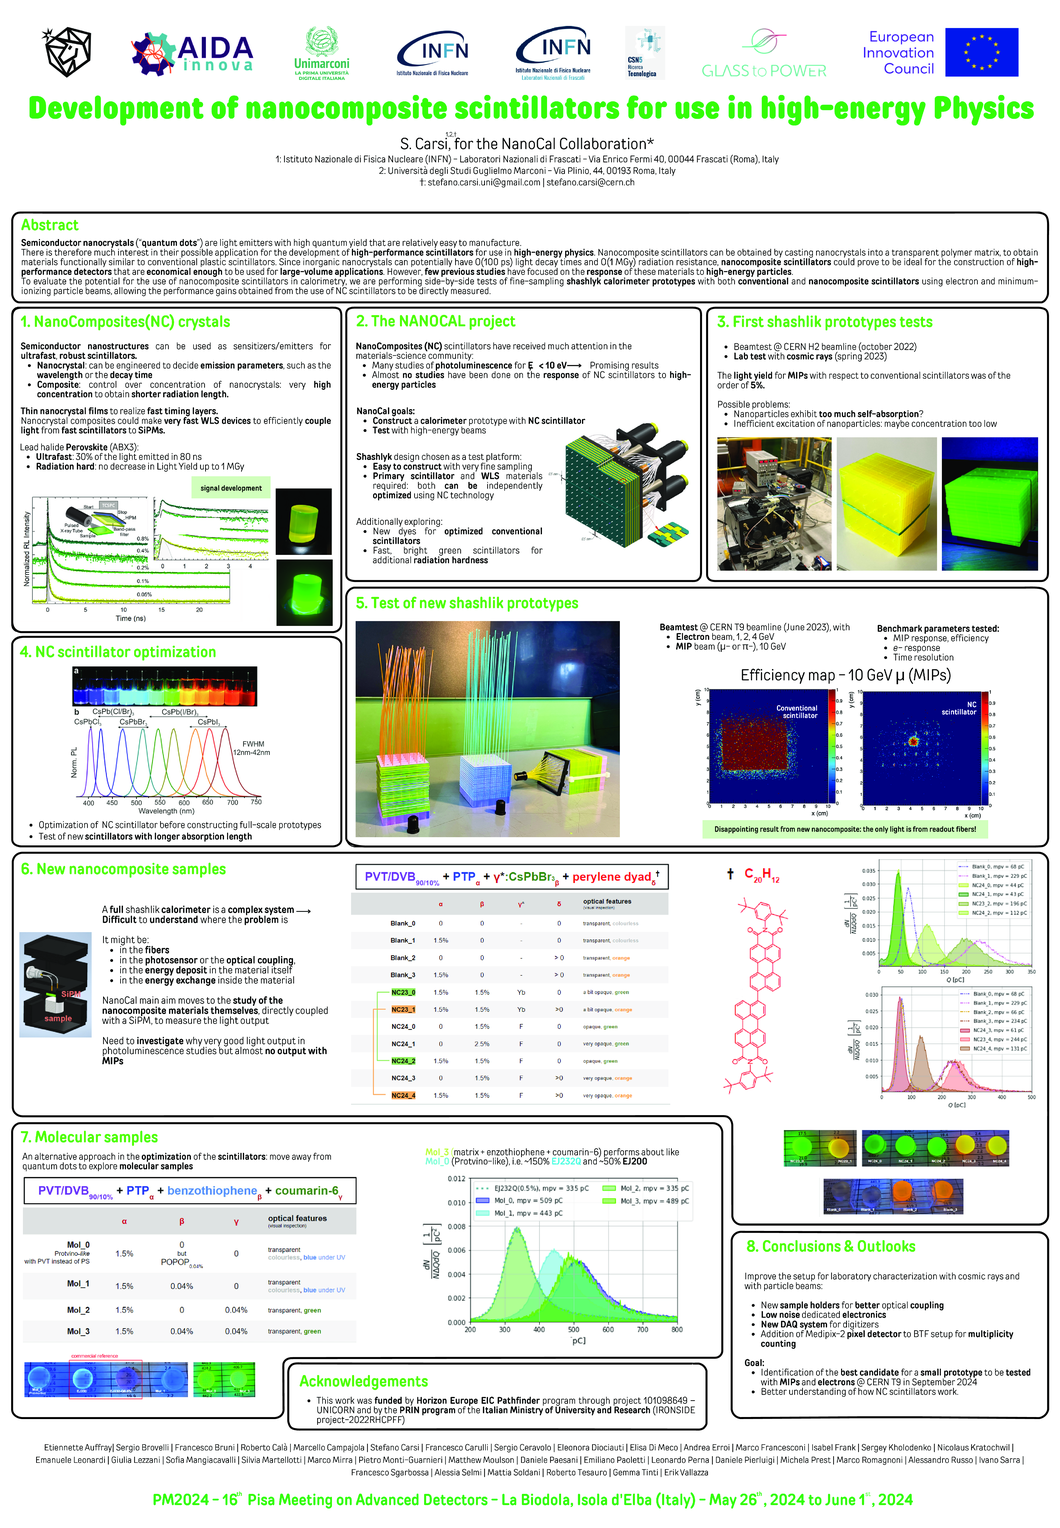 AIDA
innova
Unimarconi
LA PRIMA UNIVERSITÀ
DIGITALE ITALIANA
INFN
Istituto Nazionale di Fisica Nucleare
INFN
Istituto Nazionale di Fisica Nucleare
Laboratori Nazionali di Frascati
CSN5
Ricerca
Tecnologica
GLASS to POWER
European
Innovation
Council
Development of nanocomposite scintillators for use in high-energy Physics
S. Carsi,1,2,† for the NanoCal Collaboration*
1: Istituto Nazionale di Fisica Nucleare (INFN) - Laboratori Nazionali di Frascati - Via Enrico Fermi 40, 00044 Frascati (Roma), Italy
2: Università degli Studi Guglielmo Marconi - Via Plinio, 44, 00193 Roma, Italy
†: stefano.carsi.uni@gmail.com | stefano.carsi@cern.ch
Abstract
Semiconductor nanocrystals ("quantum dots") are light emitters with high quantum yield that are relatively easy to manufacture.
There is therefore much interest in their possible application for the development of high-performance scintillators for use in high-energy physics. Nanocomposite scintillators can be obtained by casting nanocrystals into a transparent polymer matrix, to obtain
materials functionally similar to conventional plastic scintillators. Since inorganic nanocrystals can potentially have O(100 ps) light decay times and O(1 MGy) radiation resistance, nanocomposite scintillators could prove to be ideal for the construction of high-
performance detectors that are economical enough to be used for large-volume applications. However, few previous studies have focused on the response of these materials to high-energy particles.
To evaluate the potential for the use of nanocomposite scintillators in calorimetry, we are performing side-by-side tests of fine-sampling shashlyk calorimeter prototypes with both conventional and nanocomposite scintillators using electron and minimum-
ionizing particle beams, allowing the performance gains obtained from the use of NC scintillators to be directly measured.
1. NanoComposites(NC) crystals
Semiconductor nanostructures can be used as sensitizers/emitters for
ultrafast, robust scintillators.
• Nanocrystal: can be engineered to decide emission parameters, such as the
wavelength or the decay time
• Composite: control over concentration of nanocrystals: very high
concentration to obtain shorter radiation length.
Thin nanocrystal films to realize fast timing layers.
Nanocrystal composites could make very fast WLS devices to efficiently couple
light from fast scintillators to SiPMs.
Lead halide Perovskite (ABX3):
• Ultrafast: 30% of the light emitted in 80 ns
• Radiation hard: no decrease in Light Yield up to 1 MGy
signal development
Normalized RL Intensity
Start
Stop
HPM
Pulsed
X-ray Tube
Band-pass
filter
Sample
0.8%
0.4%
0.2%
0.1%
0.05%
0 1 2 3 4
0 5 10 15 20
Time (ns)
2. The NANOCAL project
NanoComposites (NC) scintillators have received much attention in the
materials-science community:
• Many studies of photoluminescence for E < 10 eV⟶ Promising results
• Almost no studies have been done on the response of NC scintillators to high-
energy particles
NanoCal goals:
• Construct a calorimeter prototype with NC scintillator
• Test with high-energy beams
Shashlyk design chosen as a test platform:
• Easy to construct with very fine sampling
• Primary scintillator and WLS materials
required: both can be independently
optimized using NC technology
Additionally exploring:
• New dyes for optimized conventional
scintillators
• Fast, bright green scintillators for
additional radiation hardness
3. First shashlik prototypes tests
• Beamtest @ CERN H2 beamline (october 2022)
• Lab test with cosmic rays (spring 2023)
The light yield for MIPs with respect to conventional scintillators was of the
order of 5%.
Possible problems:
• Nanoparticles exhibit too much self-absorption?
• Inefficient excitation of nanoparticles: maybe concentration too low
4. NC scintillator optimization
a
b
CsPb(Cl/Br)3 CsPb(I/Br)3
CsPbCl3 CsPbBr3 CsPbI3
Norm. PL
FWHM
12nm-42nm
400 450 500 550 600 650 700 750
Wavelength (nm)
• Optimization of NC scintillator before constructing full-scale prototypes
• Test of new scintillators with longer absorption length
5. Test of new shashlik prototypes
Beamtest @ CERN T9 beamline (June 2023), with
• Electron beam, 1, 2, 4 GeV
• MIP beam (μ- or π-), 10 GeV
Benchmark parameters tested:
• MIP response, efficiency
• e- response
• Time resolution
Efficiency map - 10 GeV μ (MIPs)
Conventional
scintillator
NC
scintillator
y (cm)
x (cm)
y (cm)
x (cm)
Disappointing result from new nanocomposite: the only light is from readout fibers!
6. New nanocomposite samples
A full shashlik calorimeter is a complex system ⟶
Difficult to understand where the problem is
It might be:
• in the fibers
• in the photosensor or the optical coupling,
• in the energy deposit in the material itself
• in the energy exchange inside the material
NanoCal main aim moves to the study of the
nanocomposite materials themselves, directly coupled
with a SiPM, to measure the light output
Need to investigate why very good light output in
photoluminescence studies but almost no output with
MIPs
SiPM
sample
PVT/DVB90/10% + PTPα + γ*:CsPbBr3β + perylene dyadδ†
α β γ* δ optical features
(visual inspection)
Blank_0 0 0 - 0 transparent, colourless
Blank_1 1.5% 0 - 0 transparent, colourless
Blank_2 0 0 - > 0 transparent, orange
Blank_3 1.5% 0 - > 0 transparent, orange
NC23_0 1.5% 1.5% Yb 0 a bit opaque, green
NC23_1 1.5% 1.5% Yb >0 a bit opaque, orange
NC24_0 0 1.5% F 0 opaque, green
NC24_1 0 2.5% F 0 very opaque, green
NC24_2 1.5% 1.5% F 0 opaque, green
NC24_3 0 1.5% F >0 very opaque, orange
NC24_4 1.5% 1.5% F >0 very opaque, orange
† C20H12
Blank_0, mpv = 68 pC
Blank_1, mpv = 229 pC
NC24_0, mpv = 44 pC
NC24_1, mpv = 43 pC
NC23_2, mpv = 196 pC
NC24_2, mpv = 112 pC
0 50 100 150 200 250 300 350
Q [pC]
Blank_0, mpv = 68 pC
Blank_1, mpv = 229 pC
Blank_2, mpv = 66 pC
Blank_3, mpv = 234 pC
NC24_3, mpv = 61 pC
NC23_4, mpv = 244 pC
NC24_4, mpv = 131 pC
0 100 200 300 400 500
Q [pC]
7. Molecular samples
An alternative approach in the optimization of the scintillators: move away from
quantum dots to explore molecular samples
PVT/DVB90/10% + PTPα + benzothiopheneβ + coumarin-6γ
α β γ optical features
(visual inspection)
Mol_0
Protvino-like
with PVT instead of PS
1.5% 0
but
POPOP0.04%
0 transparent
colourless, blue under UV
Mol_1 1.5% 0.04% 0 transparent
colourless, blue under UV
Mol_2 1.5% 0 0.04% transparent, green
Mol_3 1.5% 0.04% 0.04% transparent, green
commercial reference
Mol_3 (matrix + enzothiophene + coumarin-6) performs about like
Mol_0 (Protvino-like), i.e. ~150% EJ232Q and ~50% EJ200
EJ232Q(0.5%), mpv = 335 pC
Mol_0, mpv = 509 pC
Mol_1, mpv = 443 pC
Mol_2, mpv = 335 pC
Mol_3, mpv = 489 pC
0.012
0.008
0.006
0.004
0.002
0.000
200 300 400 500 600 700 800
pC]
8. Conclusions & Outlooks
Improve the setup for laboratory characterization with cosmic rays and
with particle beams:
• New sample holders for better optical coupling
• Low noise dedicated electronics
• New DAQ system for digitizers
• Addition of Medipix-2 pixel detector to BTF setup for multiplicity
counting
Goal:
• Identification of the best candidate for a small prototype to be tested
with MIPs and electrons @ CERN T9 in September 2024
• Better understanding of how NC scintillators work.
Acknowledgements
• This work was funded by Horizon Europe EIC Pathfinder program through project 101098649 -
UNICORN and by the PRIN program of the Italian Ministry of University and Research (IRONSIDE
project-2022RHCPFF)
Etiennette Auffray| Sergio Brovelli | Francesco Bruni | Roberto Calà | Marcello Campajola | Stefano Carsi | Francesco Carulli | Sergio Ceravolo | Eleonora Diociauti | Elisa Di Meco | Andrea Erroi | Marco Francesconi | Isabel Frank | Sergey Kholodenko | Nicolaus Kratochwil |
Emanuele Leonardi | Giulia Lezzani | Sofia Mangiacavalli | Silvia Martellotti | Marco Mirra | Pietro Monti-Guarnieri | Matthew Moulson | Daniele Paesani | Emiliano Paoletti | Leonardo Perna | Daniele Pierluigi | Michela Prest | Marco Romagnoni | Alessandro Russo | Ivano Sarra |
Francesco Sgarbossa | Alessia Selmi | Mattia Soldani | Roberto Tesauro | Gemma Tinti | Erik Vallazza
PM2024 - 16th Pisa Meeting on Advanced Detectors - La Biodola, Isola d'Elba (Italy) - May 26th, 2024 to June 1st, 2024